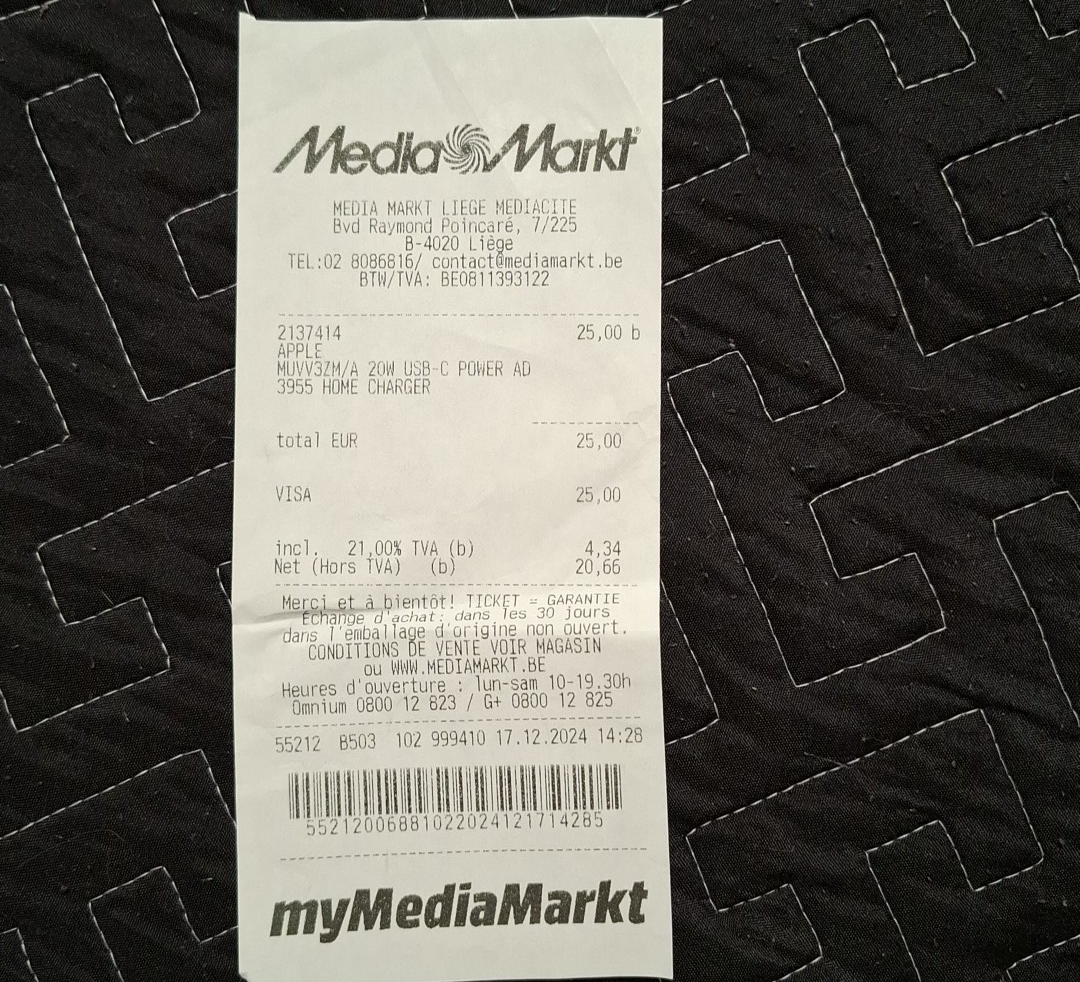 Media Markt®
MEDIA MARKT LIEGE MEDIACITE
Bvd Raymond Poincaré, 7/225
B-4020 Liège
TEL:02 8086816/ contact@mediamarkt.be
BTW/TVA: BE0811393122
2137414 25,00 b
APPLE
MUVV3ZM/A 20W USB-C POWER AD
3955 HOME CHARGER
total EUR 25,00
VISA 25,00
incl. 21,00% TVA (b) 4,34
Net (Hors TVA) (b) 20,66
Merci et à bientôt! TICKET = GARANTIE
Echange d'achat: dans les 30 jours
dans l'emballage d'origine non ouvert.
CONDITIONS DE VENTE VOIR MAGASIN
ou WWW.MEDIAMARKT.BE
Heures d'ouverture : lun-sam 10-19.30h
Omnium 0800 12 823 / G+ 0800 12 825
55212 B503 102 999410 17.12.2024 14:28
5521200688102202412171428​5
myMediaMarkt